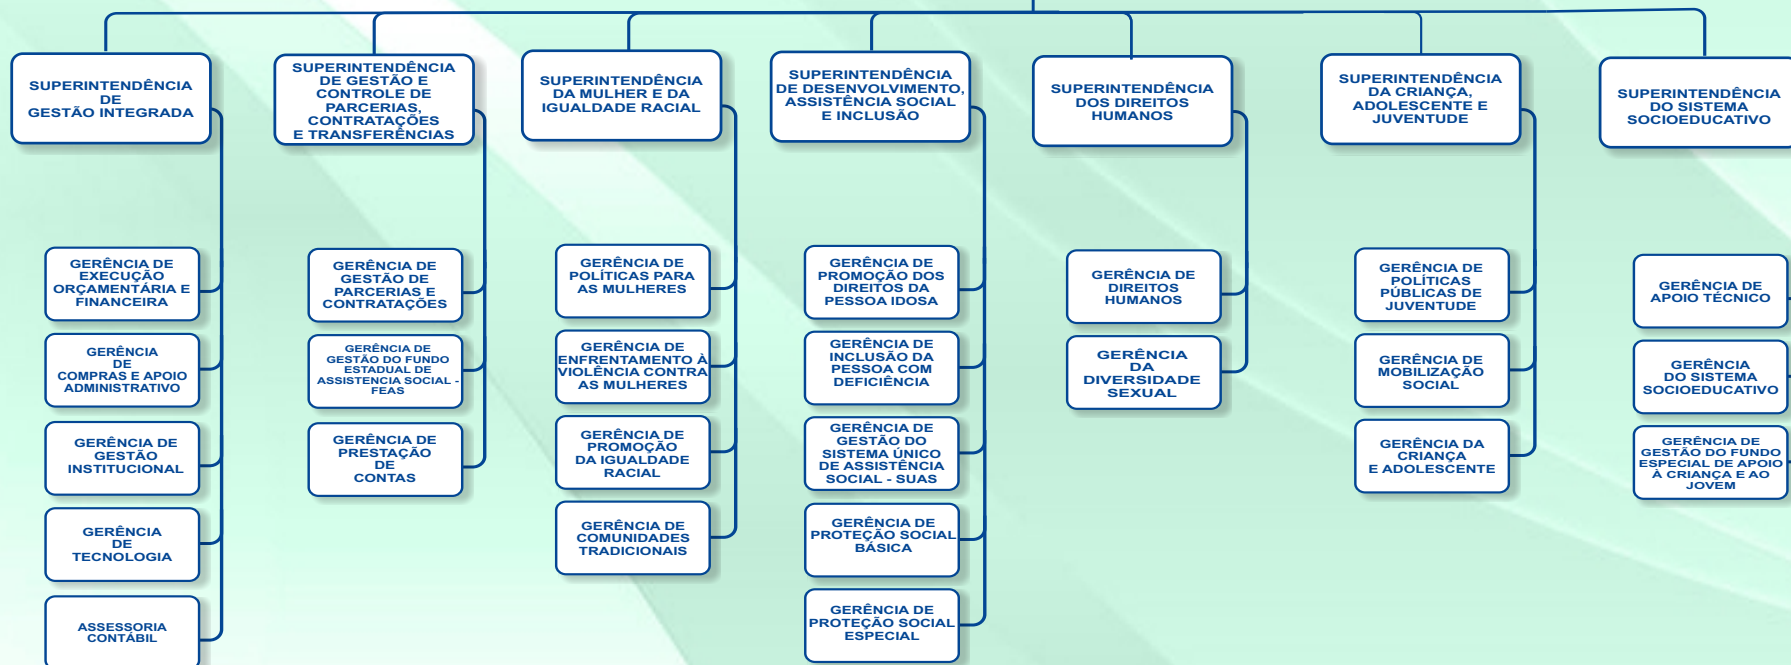 SUPERINTENDÊNCIA
DE
GESTÃO INTEGRADA
SUPERINTENDÊNCIA
DE GESTÃO E
CONTROLE DE
PARCERIAS,
CONTRATAÇÕES
E TRANSFERÊNCIAS
SUPERINTENDÊNCIA
DA MULHER E DA
IGUALDADE RACIAL
SUPERINTENDÊNCIA
DE DESENVOLVIMENTO,
ASSISTÊNCIA SOCIAL
E INCLUSÃO
SUPERINTENDÊNCIA
DOS DIREITOS
HUMANOS
SUPERINTENDÊNCIA
DA CRIANÇA,
ADOLESCENTE E
JUVENTUDE
SUPERINTENDÊNCIA
DO SISTEMA
SOCIOEDUCATIVO
GERÊNCIA DE
EXECUÇÃO
ORÇAMENTÁRIA E
FINANCEIRA
GERÊNCIA
DE
COMPRAS E APOIO
ADMINISTRATIVO
GERÊNCIA DE
GESTÃO
INSTITUCIONAL
GERÊNCIA
DE
TECNOLOGIA
ASSESSORIA
CONTÁBIL
GERÊNCIA DE
GESTÃO DE
PARCERIAS E
CONTRATAÇÕES
GERÊNCIA DE
GESTÃO DO FUNDO
ESTADUAL DE
ASSISTENCIA SOCIAL -
FEAS
GERÊNCIA DE
PRESTAÇÃO
DE
CONTAS
GERÊNCIA DE
POLÍTICAS PARA
AS MULHERES
GERÊNCIA DE
ENFRENTAMENTO À
VIOLÊNCIA CONTRA
AS MULHERES
GERÊNCIA DE
PROMOÇÃO
DA IGUALDADE
RACIAL
GERÊNCIA DE
COMUNIDADES
TRADICIONAIS
GERÊNCIA DE
PROMOÇÃO DOS
DIREITOS DA
PESSOA IDOSA
GERÊNCIA DE
INCLUSÃO DA
PESSOA COM
DEFICIÊNCIA
GERÊNCIA DE
GESTÃO DO
SISTEMA ÚNICO
DE ASSISTÊNCIA
SOCIAL - SUAS
GERÊNCIA DE
PROTEÇÃO SOCIAL
BÁSICA
GERÊNCIA DE
PROTEÇÃO SOCIAL
ESPECIAL
GERÊNCIA DE
DIREITOS
HUMANOS
GERÊNCIA
DA
DIVERSIDADE
SEXUAL
GERÊNCIA DE
POLÍTICAS
PÚBLICAS DE
JUVENTUDE
GERÊNCIA DE
MOBILIZAÇÃO
SOCIAL
GERÊNCIA DA
CRIANÇA
E ADOLESCENTE
GERÊNCIA DE
APOIO TÉCNICO
GERÊNCIA
DO SISTEMA
SOCIOEDUCATIVO
GERÊNCIA DE
GESTÃO DO FUNDO
ESPECIAL DE APOIO
À CRIANÇA E AO
JOVEM